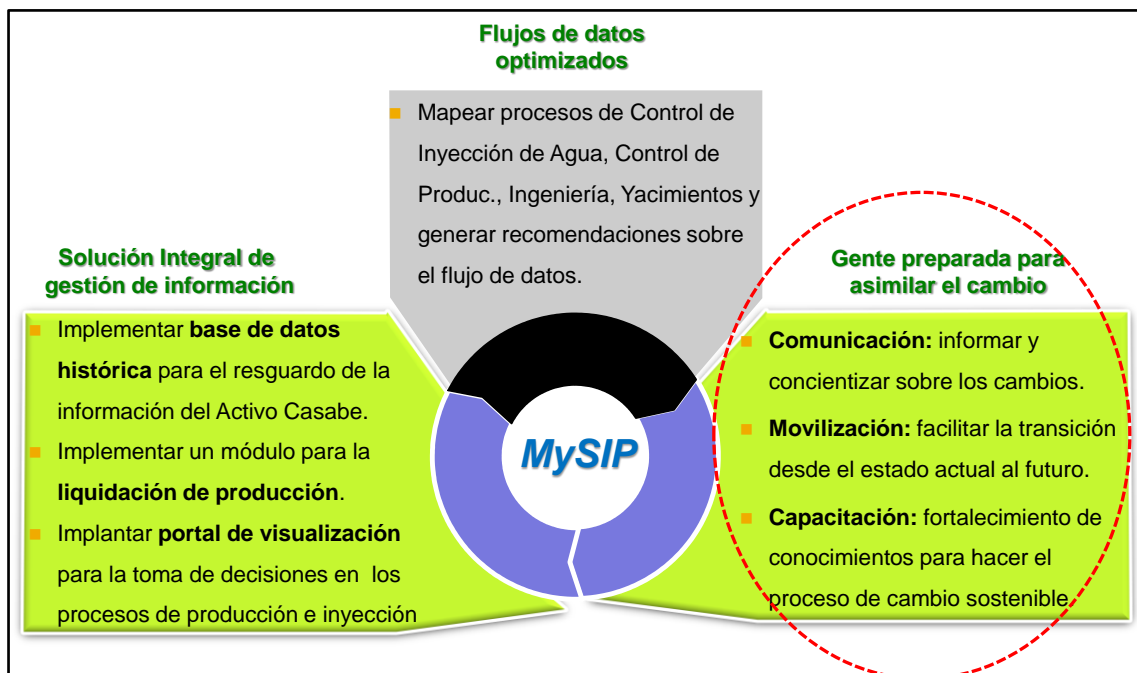 Flujos de datos
optimizados
Mapear procesos de Control de
Inyección de Agua, Control de
Produc., Ingeniería, Yacimientos y
generar recomendaciones sobre
el flujo de datos.
Solución Integral de
gestión de información
Implementar base de datos
histórica para el resguardo de la
información del Activo Casabe.
Implementar un módulo para la
liquidación de producción.
Implantar portal de visualización
para la toma de decisiones en los
procesos de producción e inyección
MySIP
Gente preparada para
asimilar el cambio
Comunicación: informar y
concientizar sobre los cambios.
Movilización: facilitar la transición
desde el estado actual al futuro.
Capacitación: fortalecimiento de
conocimientos para hacer el
proceso de cambio sostenible.